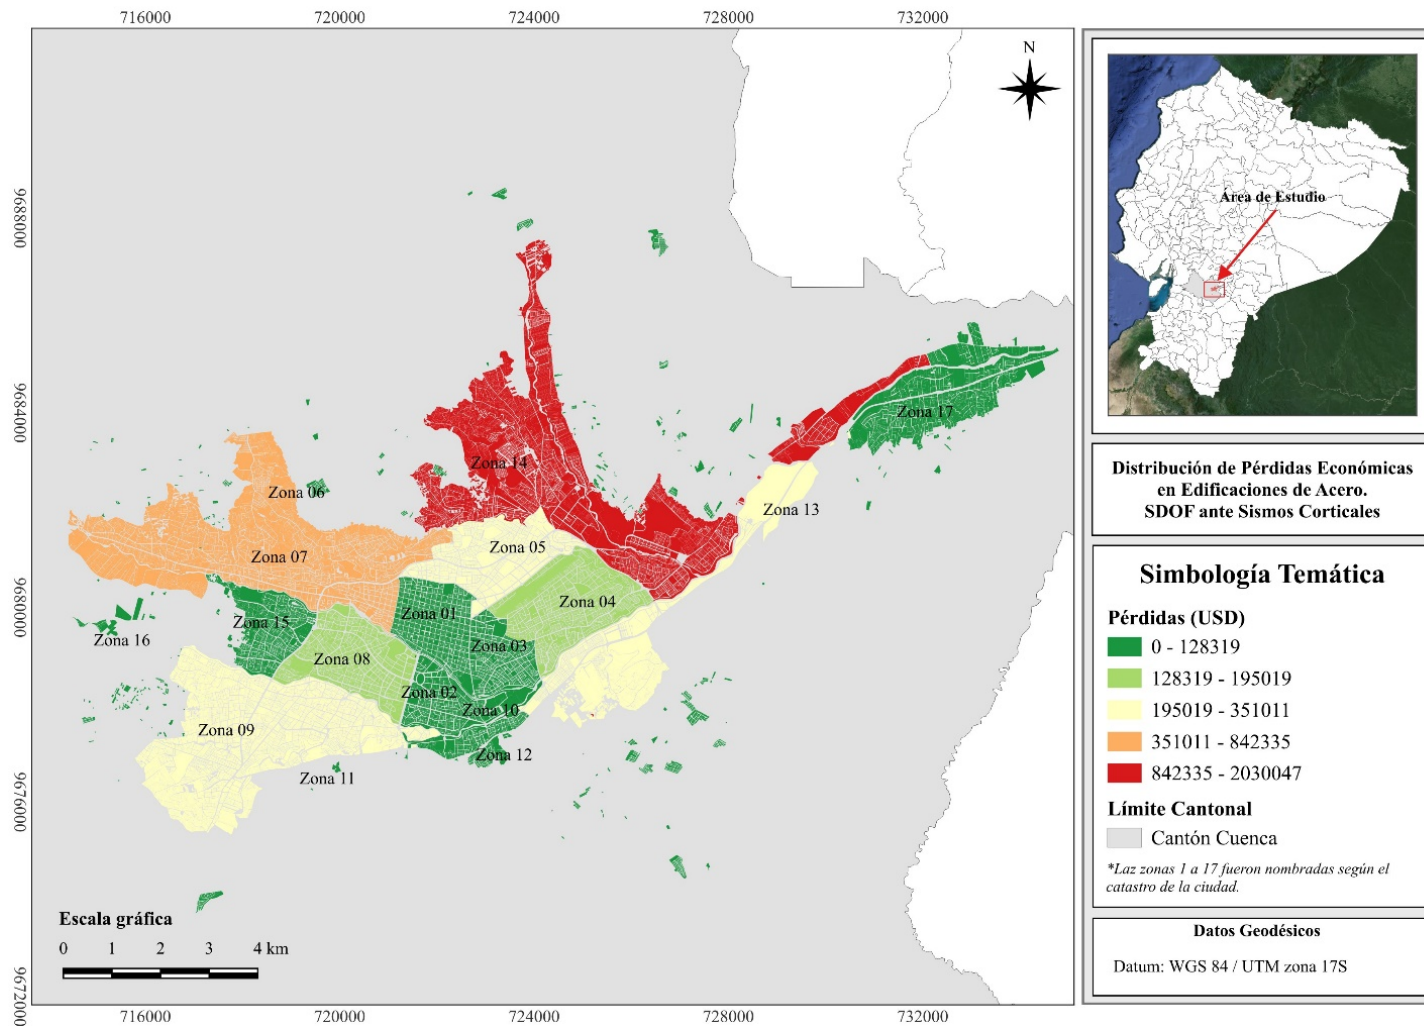 716000 720000 724000 728000 732000
N
9688000
9684000
9680000
9676000
9672000
Zona 17
Zona 14
Zona 06
Zona 13
Zona 05
Zona 07
Zona 04
Zona 01
Zona 15
Zona 16
Zona 03
Zona 08
Zona 02
Zona 10
Zona 09
Zona 12
Zona 11
Escala gráfica
0 1 2 3 4 km
716000 720000 724000 728000 732000
Área de Estudio
Distribución de Pérdidas Económicas
en Edificaciones de Acero.
SDOF ante Sismos Corticales
Simbología Temática
Pérdidas (USD)
0 - 128319
128319 - 195019
195019 - 351011
351011 - 842335
842335 - 2030047
Límite Cantonal
Cantón Cuenca
*Laz zonas 1 a 17 fueron nombradas según el
catastro de la ciudad.
Datos Geodésicos
Datum: WGS 84 / UTM zona 17S